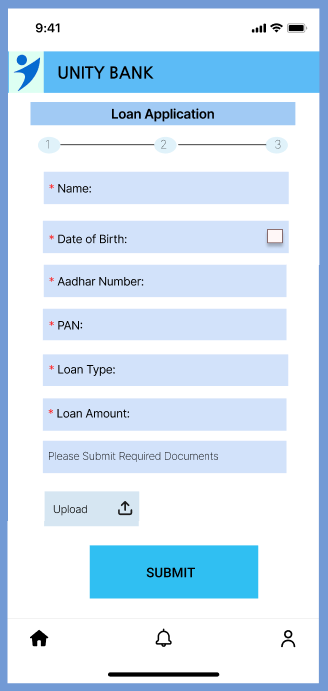 9:41
UNITY BANK
Loan Application
1 2 3
* Name:
* Date of Birth:
* Aadhar Number:
* PAN:
* Loan Type:
* Loan Amount:
Please Submit Required Documents
Upload
SUBMIT